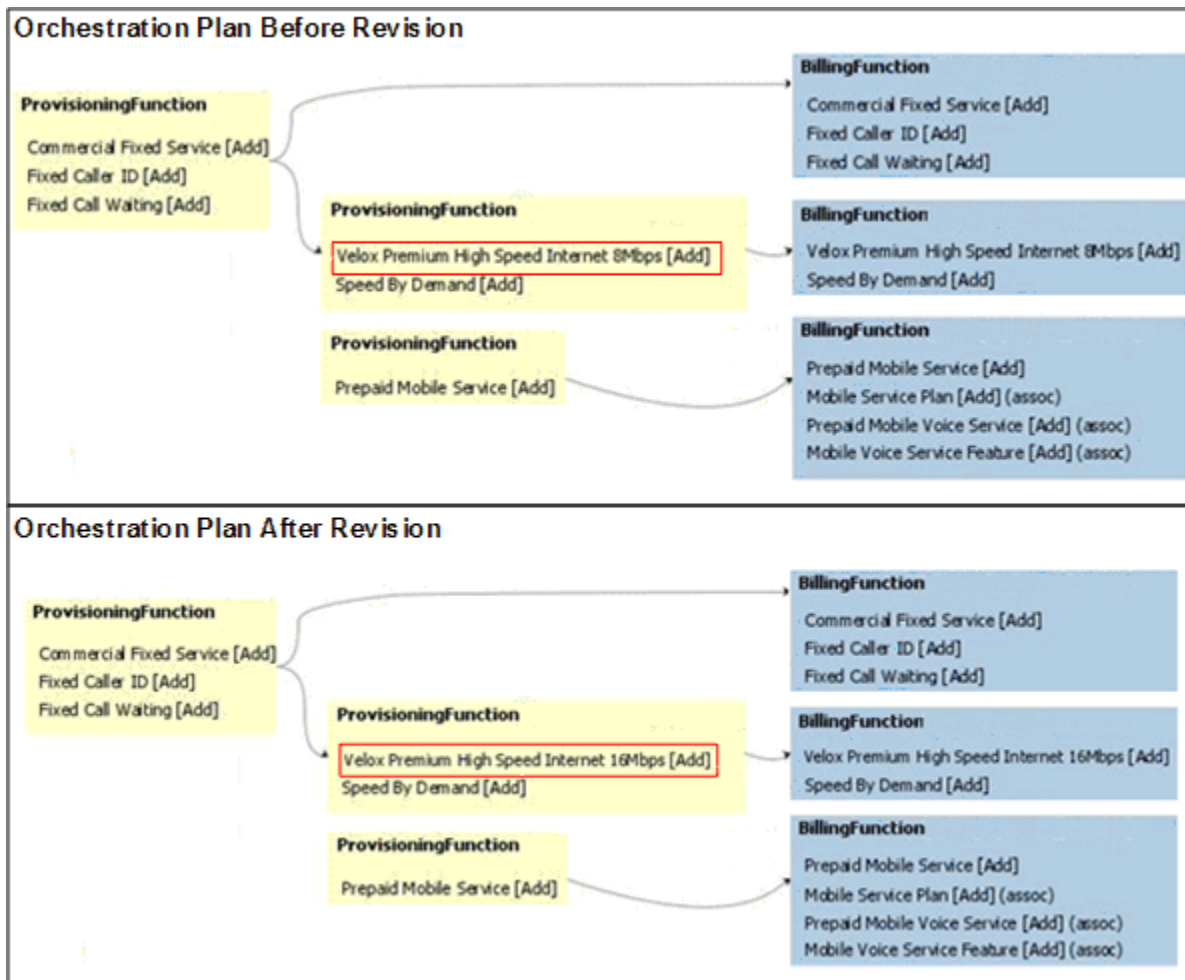 Orchestration Plan Before Revision
ProvisioningFunction
Commercial Fixed Service [Add]
Fixed Caller ID [Add]
Fixed Call Waiting [Add]
BillingFunction
Commercial Fixed Service [Add]
Fixed Caller ID [Add]
Fixed Call Waiting [Add]
ProvisioningFunction
Velox Premium High Speed Internet 8Mbps [Add]
Speed By Demand [Add]
BillingFunction
Velox Premium High Speed Internet 8Mbps [Add]
Speed By Demand [Add]
ProvisioningFunction
Prepaid Mobile Service [Add]
BillingFunction
Prepaid Mobile Service [Add]
Mobile Service Plan [Add] (assoc)
Prepaid Mobile Voice Service [Add] (assoc)
Mobile Voice Service Feature [Add] (assoc)
Orchestration Plan After Revision
ProvisioningFunction
Commercial Fixed Service [Add]
Fixed Caller ID [Add]
Fixed Call Waiting [Add]
BillingFunction
Commercial Fixed Service [Add]
Fixed Caller ID [Add]
Fixed Call Waiting [Add]
ProvisioningFunction
Velox Premium High Speed Internet 16Mbps [Add]
Speed By Demand [Add]
BillingFunction
Velox Premium High Speed Internet 16Mbps [Add]
Speed By Demand [Add]
ProvisioningFunction
Prepaid Mobile Service [Add]
BillingFunction
Prepaid Mobile Service [Add]
Mobile Service Plan [Add] (assoc)
Prepaid Mobile Voice Service [Add] (assoc)
Mobile Voice Service Feature [Add] (assoc)